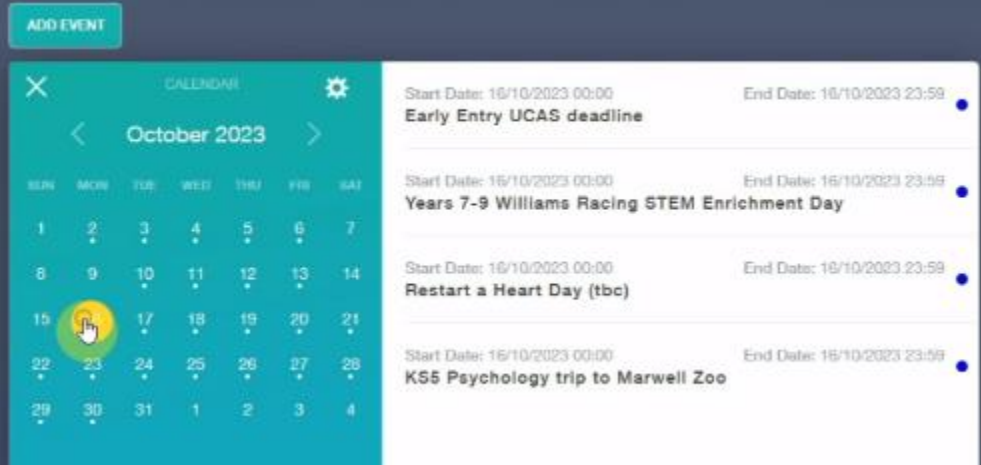 ADD EVENT
CALENDAR
October 2023
SUN MON TUE WED THU FRI SAT
1 2 3 4 5 6 7
8 9 10 11 12 13 14
15 17 18 19 20 21
22 23 24 25 26 27 28
29 30 31 1 2 3 4
Start Date: 16/10/2023 00:00 End Date: 16/10/2023 23:59
Early Entry UCAS deadline
Start Date: 16/10/2023 00:00 End Date: 16/10/2023 23:59
Years 7-9 Williams Racing STEM Enrichment Day
Start Date: 16/10/2023 00:00 End Date: 16/10/2023 23:59
Restart a Heart Day (tbc)
Start Date: 16/10/2023 00:00 End Date: 16/10/2023 23:59
KS5 Psychology trip to Marwell Zoo